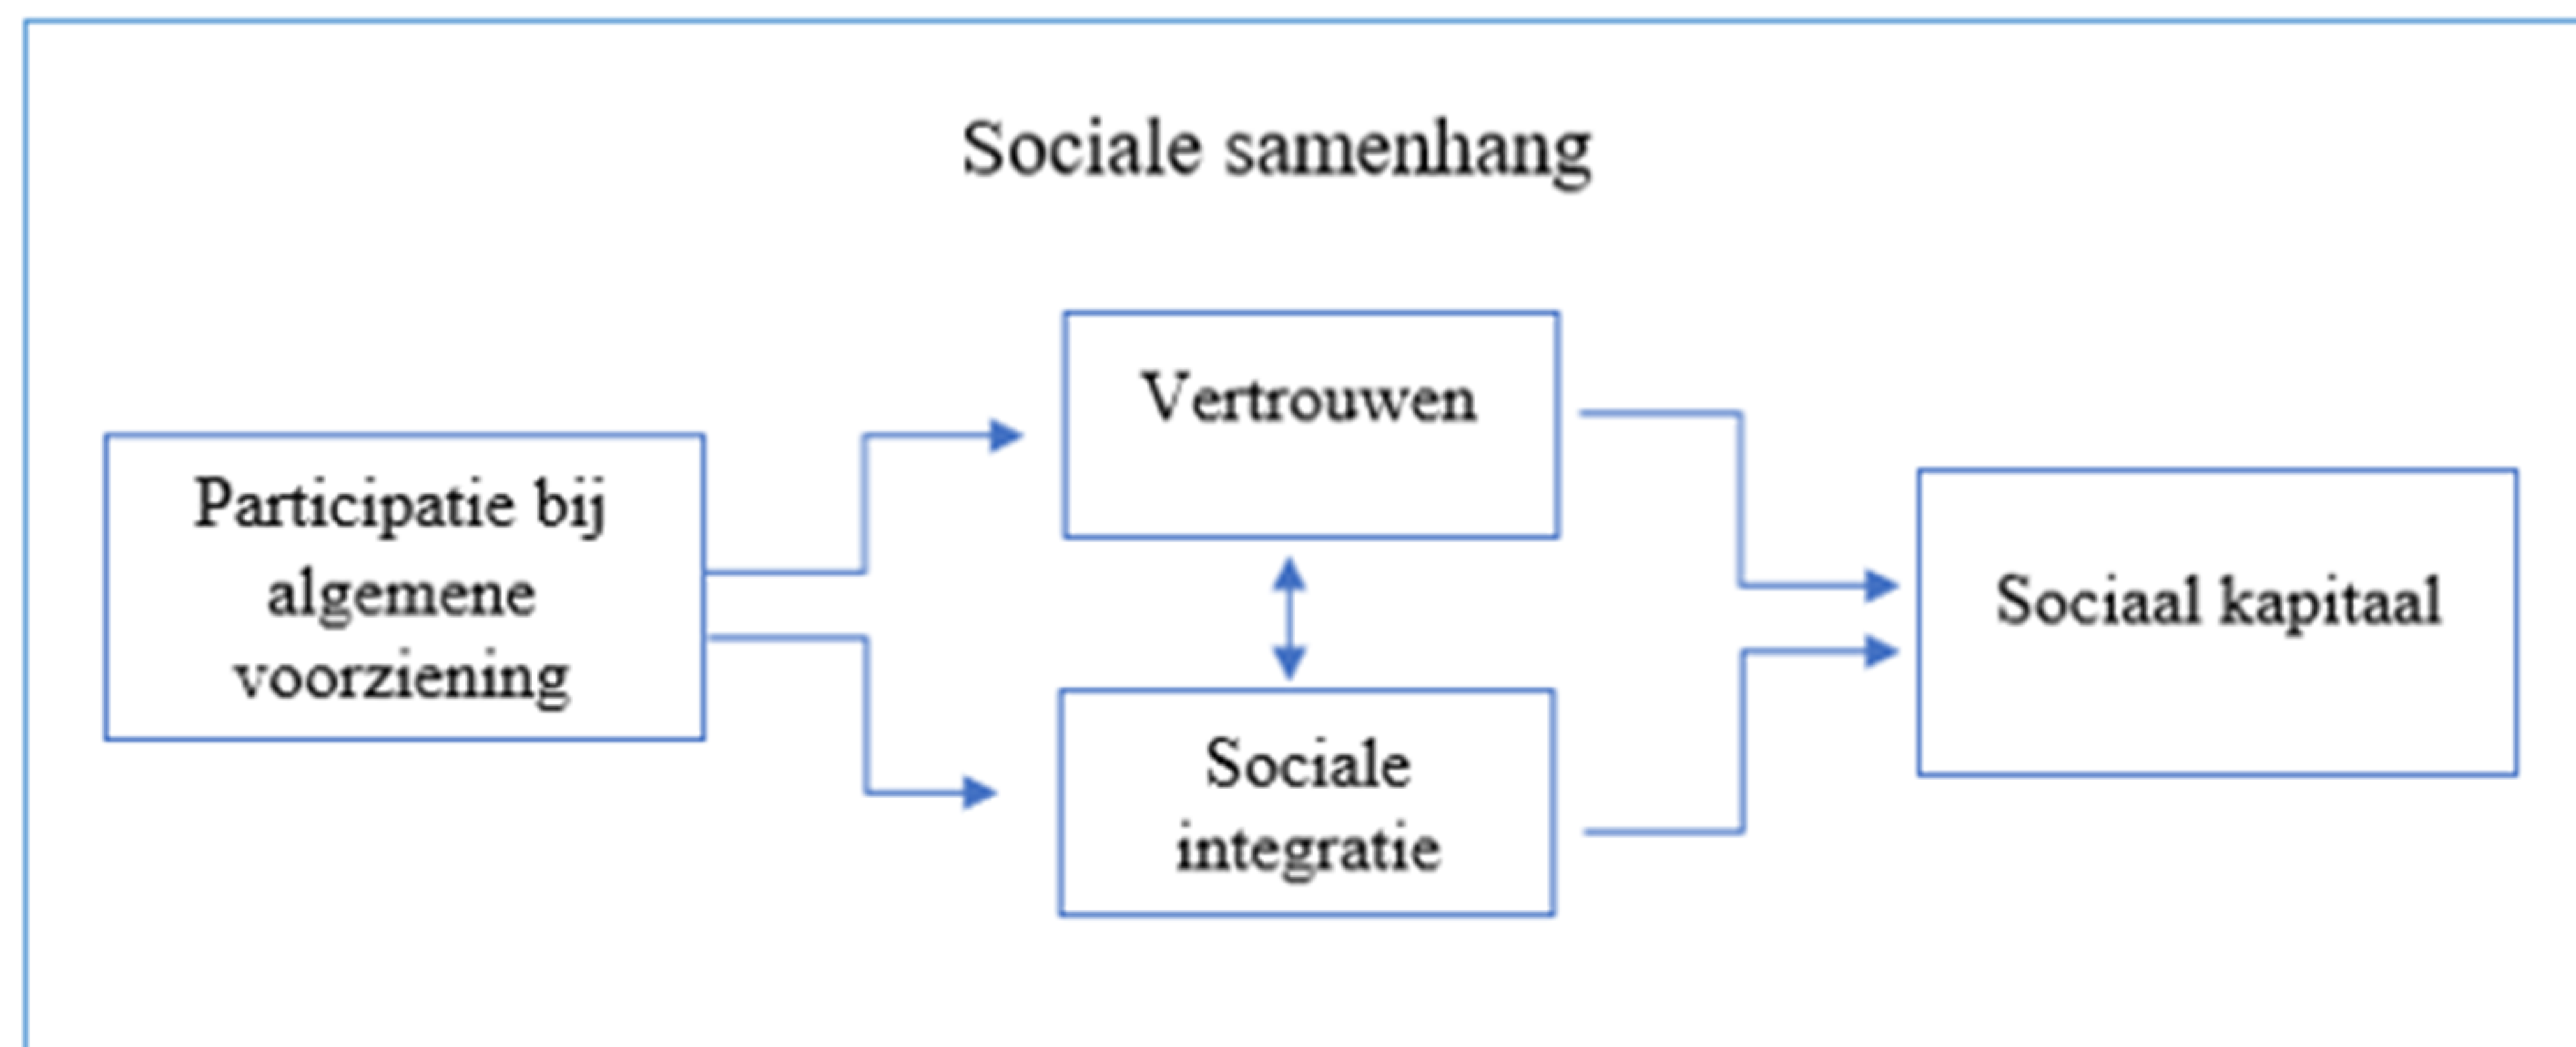 Sociale samenhang
Participatie bij
algemene
voorziening
Vertrouwen
Sociale
integratie
Sociaal kapitaal